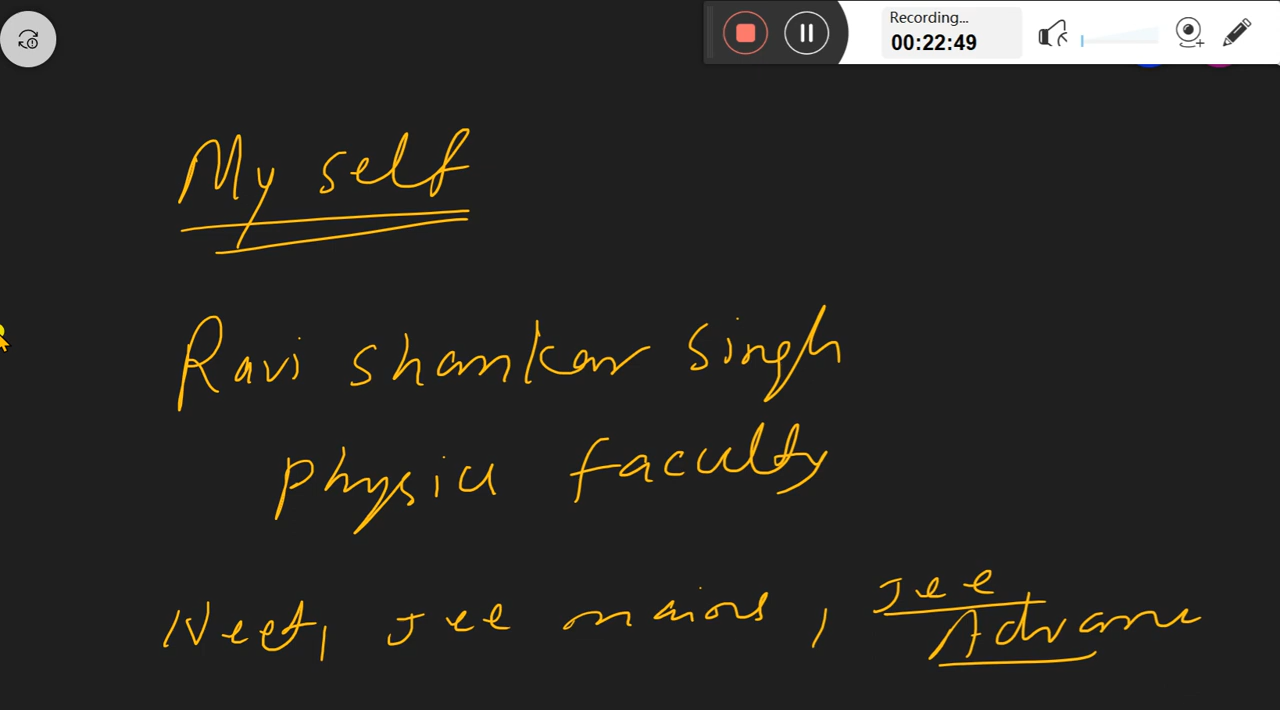 Recording...
00:22:49
My self
Ravi Shankar Singh
Physics faculty
Neet, Jee mains, Jee
Advance